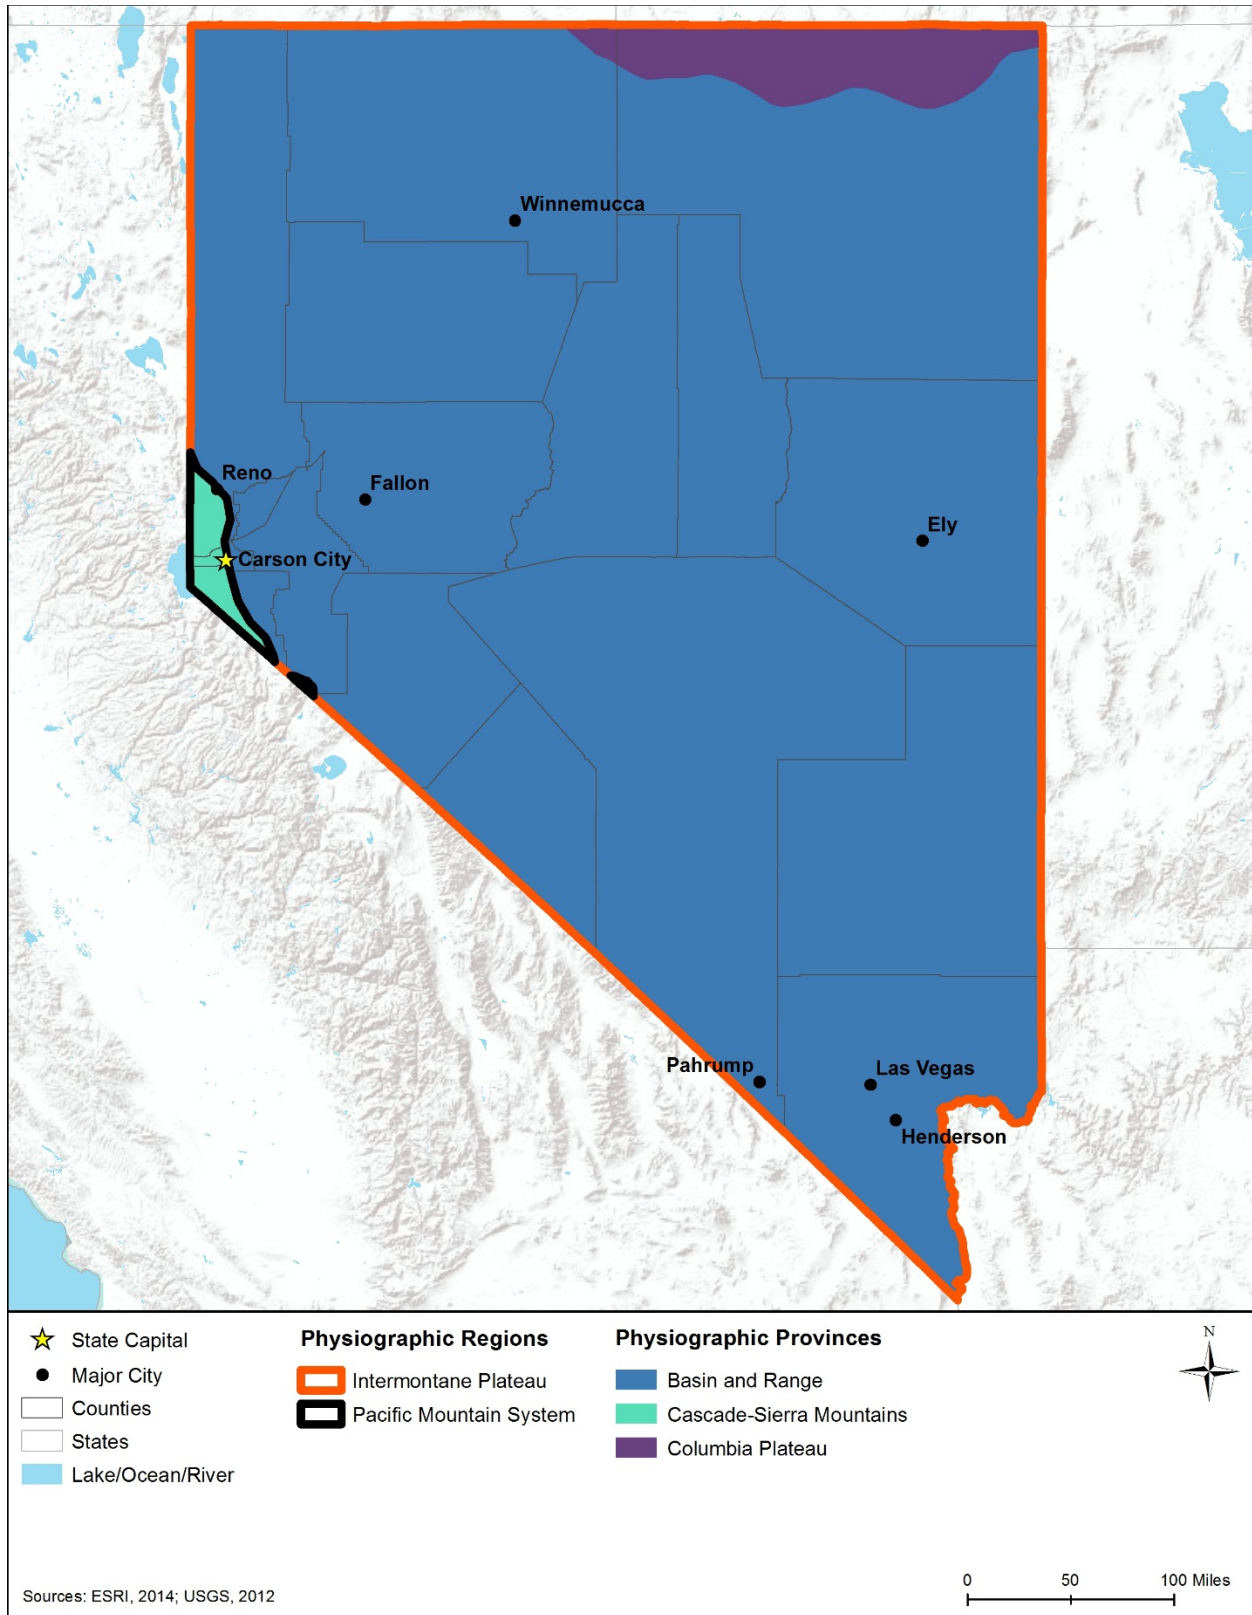 Winnemucca
Reno
Fallon
Ely
Carson City
Pahrump
Las Vegas
Henderson
State Capital
Major City
Counties
States
Lake/Ocean/River
Physiographic Regions
Intermontane Plateau
Pacific Mountain System
Physiographic Provinces
Basin and Range
Cascade-Sierra Mountains
Columbia Plateau
N
Sources: ESRI, 2014; USGS, 2012
0 50 100 Miles